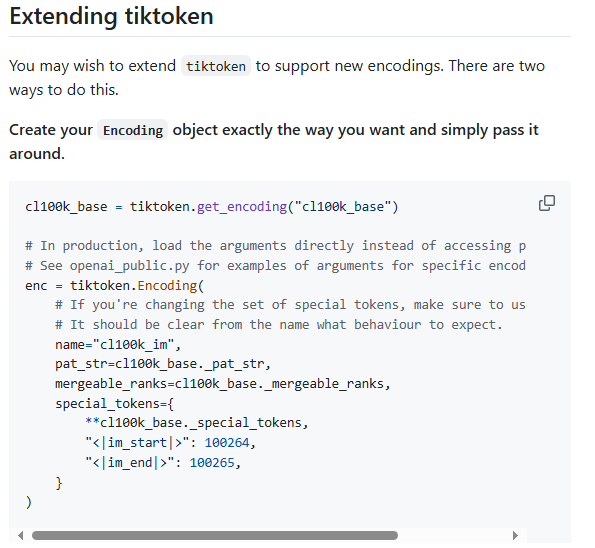 Extending tiktoken
You may wish to extend tiktoken to support new encodings. There are two
ways to do this.
Create your Encoding object exactly the way you want and simply pass it
around.
cl100k_base = tiktoken.get_encoding("cl100k_base")
# In production, load the arguments directly instead of accessing p
# See openai_public.py for examples of arguments for specific encod
enc = tiktoken.Encoding(
    # If you're changing the set of special tokens, make sure to us
    # It should be clear from the name what behaviour to expect.
    name="cl100k_im",
    pat_str=cl100k_base._pat_str,
    mergeable_ranks=cl100k_base._mergeable_ranks,
    special_tokens={
        **cl100k_base._special_tokens,
        "<|im_start|>": 100264,
        "<|im_end|>": 100265,
    }
)